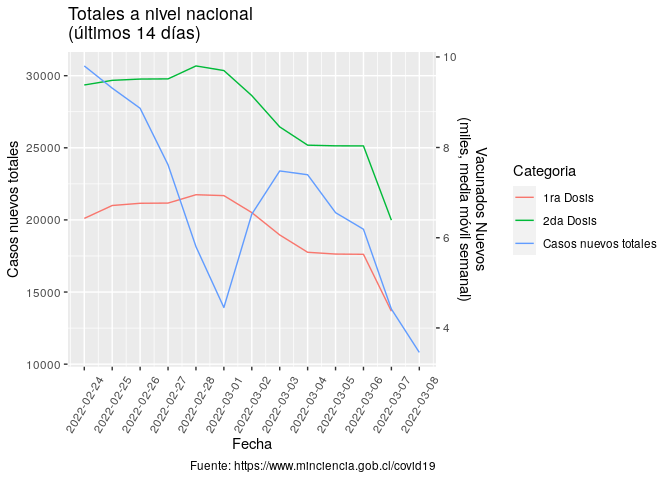 Totales a nivel nacional
(últimos 14 días)
Casos nuevos totales
30000
25000
20000
15000
10000
10
8
6
4
Vacunados Nuevos
(miles, media móvil semanal)
2022-02-24
2022-02-25
2022-02-26
2022-02-27
2022-02-28
2022-03-01
2022-03-02
2022-03-03
2022-03-04
2022-03-05
2022-03-06
2022-03-07
2022-03-08
Fecha
Categoria
1ra Dosis
2da Dosis
Casos nuevos totales
Fuente: https://www.minciencia.gob.cl/covid19